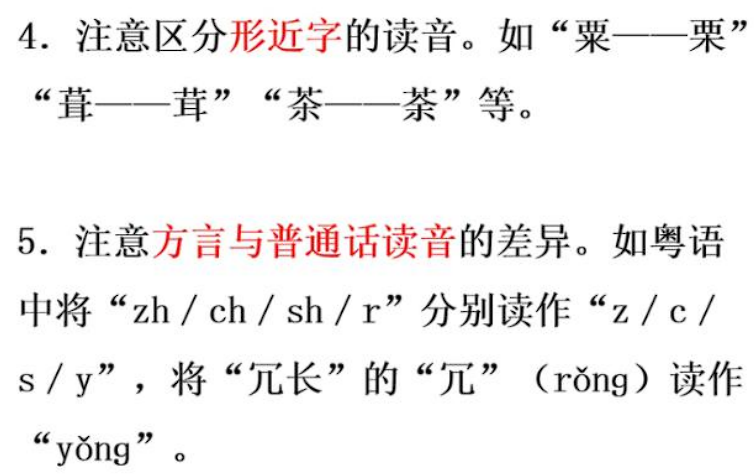 4. 注意区分形近字的读音。如“粟——栗”
“葺——茸”“茶——荼”等。
5. 注意方言与普通话读音的差异。如粤语
中将“zh / ch / sh / r”分别读作“z / c /
s / y”，将“冗长”的“冗”（rǒng）读作
“yǒng”。